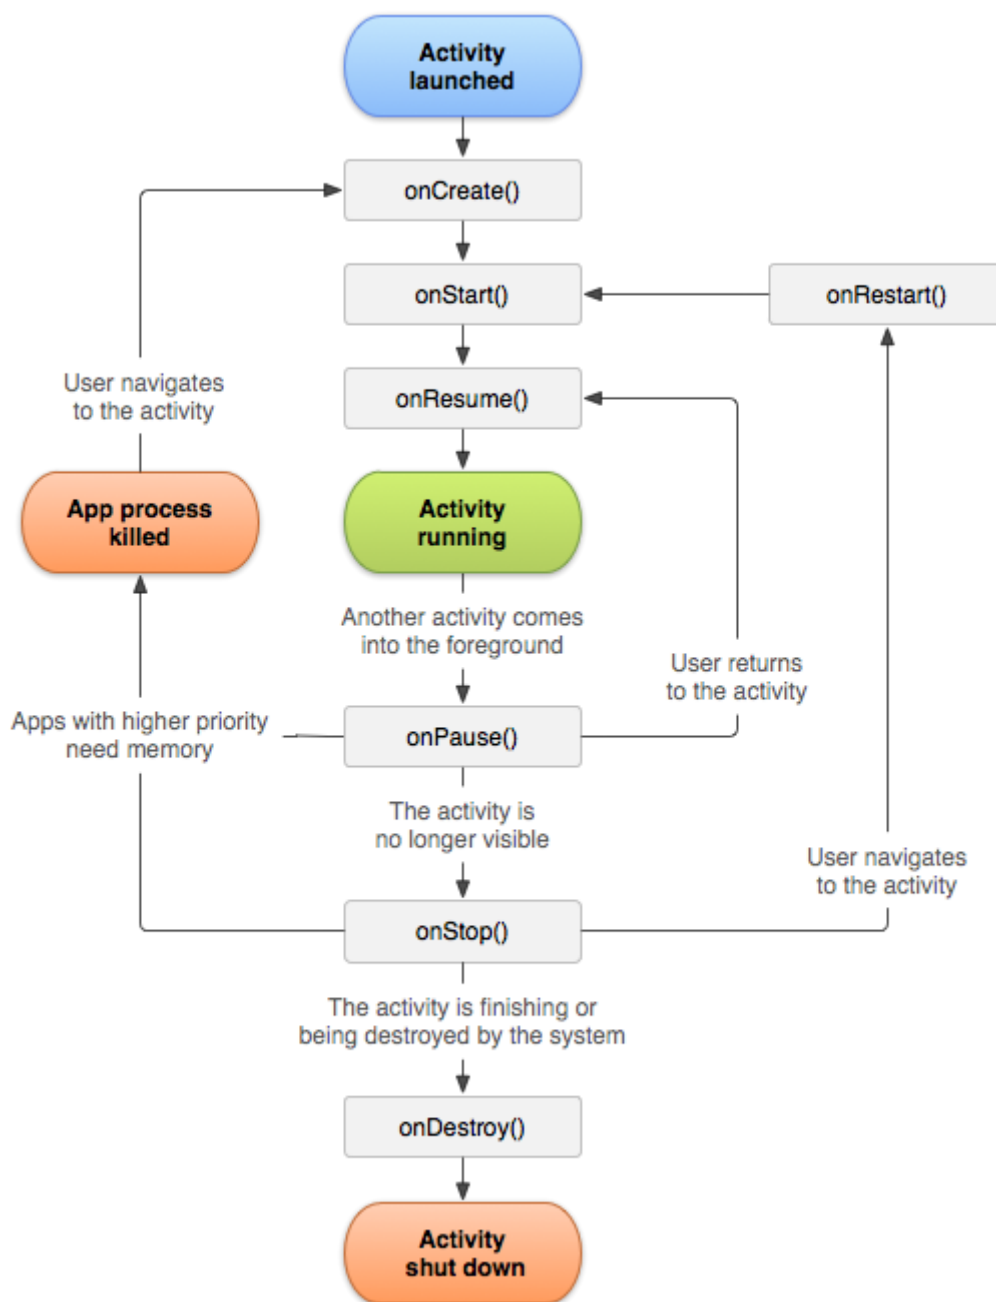 Activity
launched
onCreate()
onStart()
onRestart()
onResume()
User navigates
to the activity
App process
killed
Activity
running
Another activity comes
into the foreground
User returns
to the activity
Apps with higher priority
need memory
onPause()
The activity is
no longer visible
User navigates
to the activity
onStop()
The activity is finishing or
being destroyed by the system
onDestroy()
Activity
shut down